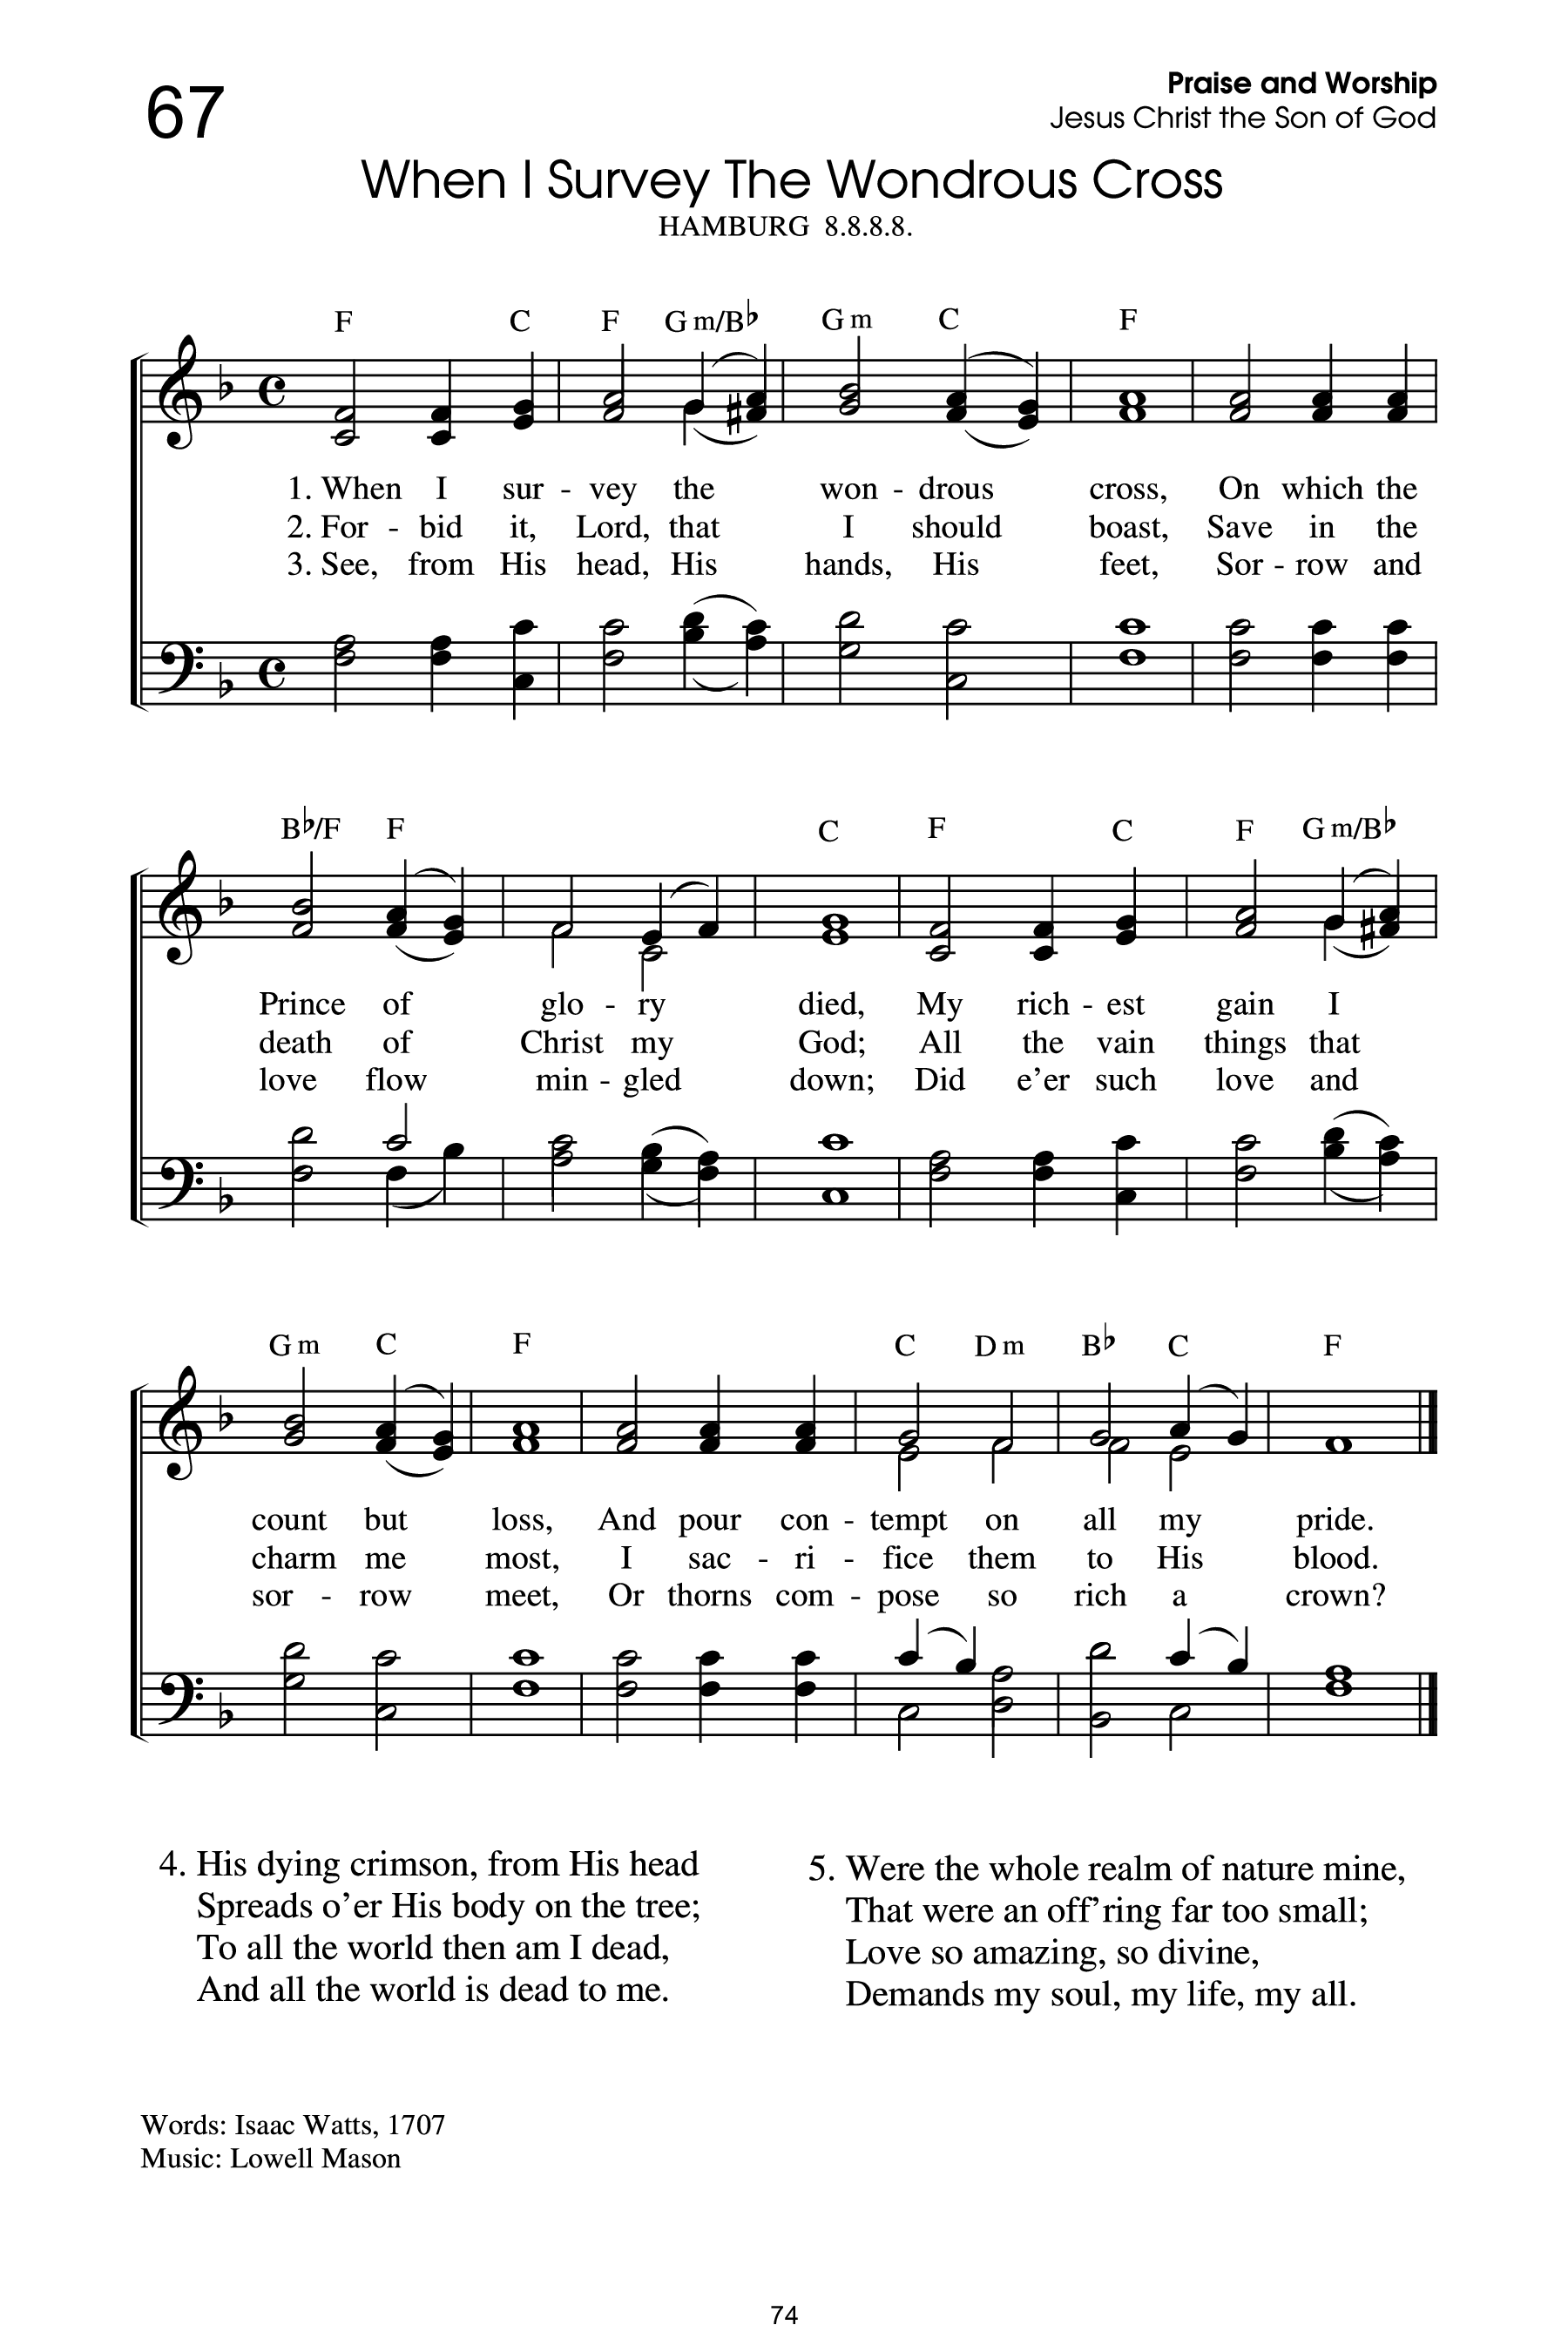 67
Praise and Worship
Jesus Christ the Son of God
When I Survey The Wondrous Cross
HAMBURG 8.8.8.8.
F C F Gm/B♭ Gm C F
1. When I sur - vey the won - drous cross, On which the
2. For - bid it, Lord, that I should boast, Save in the
3. See, from His head, His hands, His feet, Sor - row and
B♭/F F C F C F Gm/B♭
Prince of glo - ry died, My rich - est gain I
death of Christ my God; All the vain things that
love flow min - gled down; Did e'er such love and
Gm C F C Dm B♭ C F
count but loss, And pour con - tempt on all my pride.
charm me most, I sac - ri - fice them to His blood.
sor - row meet, Or thorns com - pose so rich a crown?
4. His dying crimson, from His head
Spreads o'er His body on the tree;
To all the world then am I dead,
And all the world is dead to me.
5. Were the whole realm of nature mine,
That were an off'ring far too small;
Love so amazing, so divine,
Demands my soul, my life, my all.
Words: Isaac Watts, 1707
Music: Lowell Mason
74